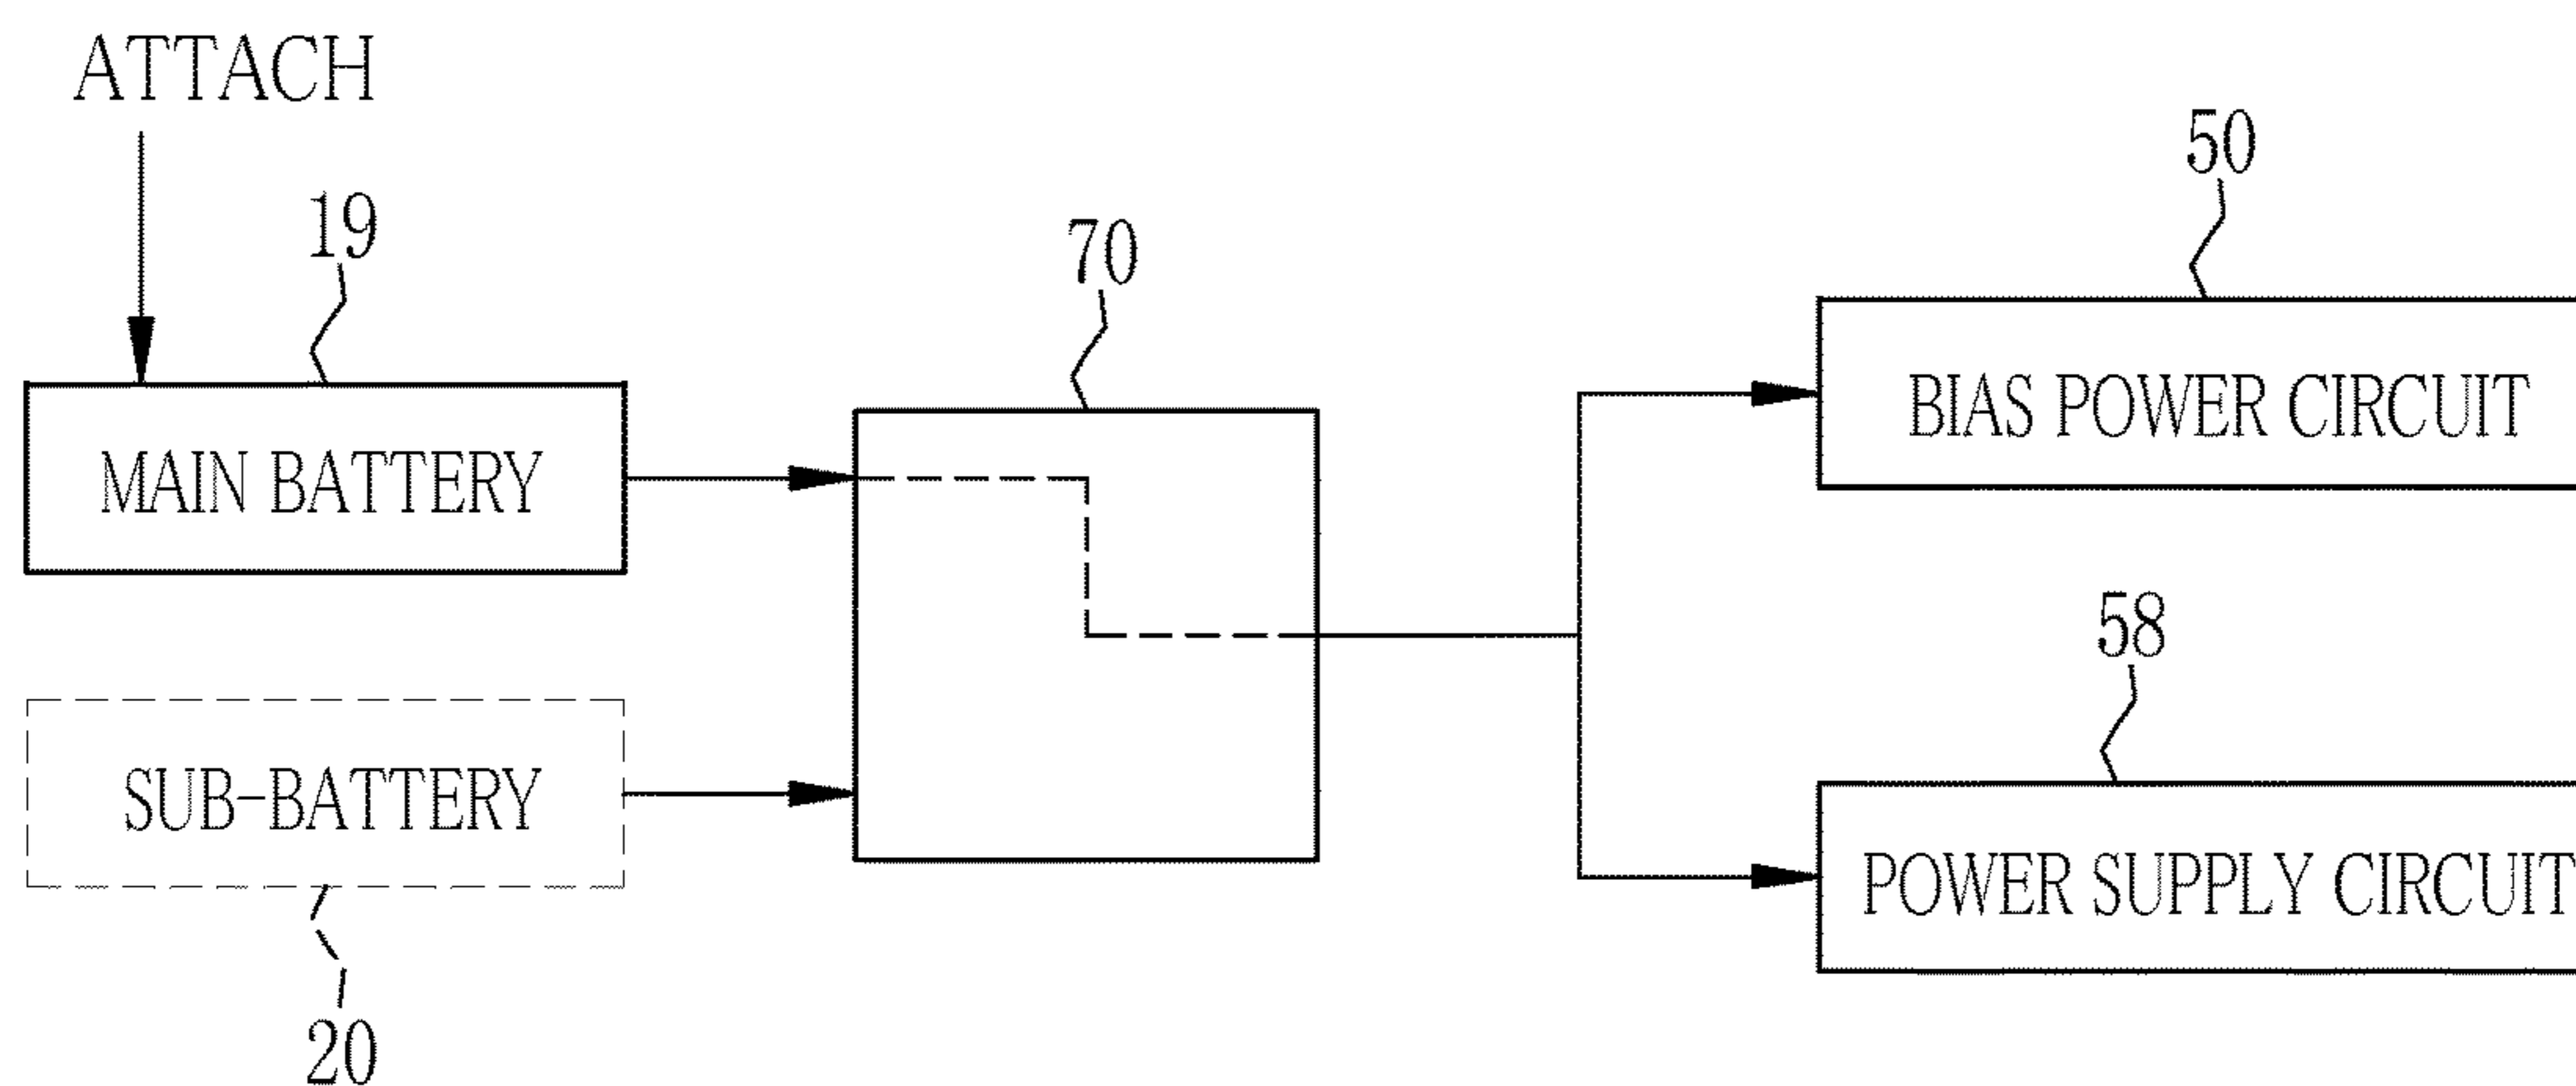 ATTACH
19
MAIN BATTERY
SUB-BATTERY
20
70
50
BIAS POWER CIRCUIT
58
POWER SUPPLY CIRCUIT